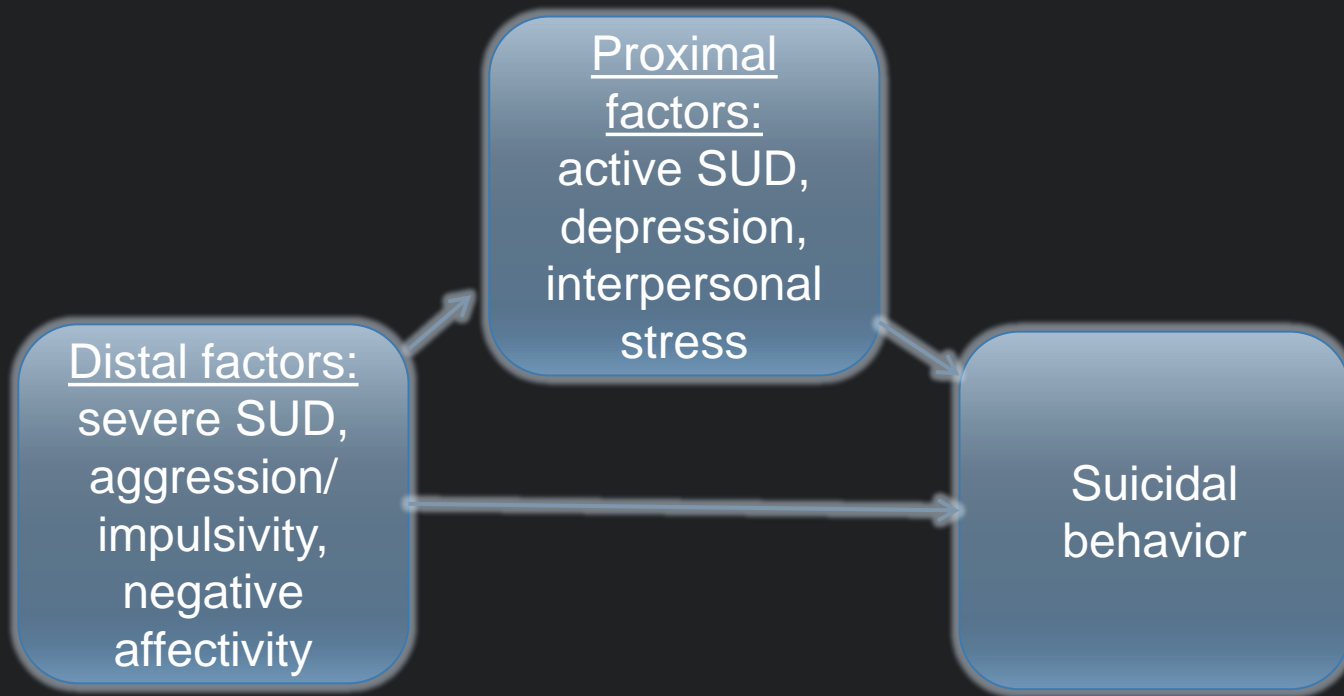 Proximal
factors:
active SUD,
depression,
interpersonal
stress
Distal factors:
severe SUD,
aggression/
impulsivity,
negative
affectivity
Suicidal
behavior